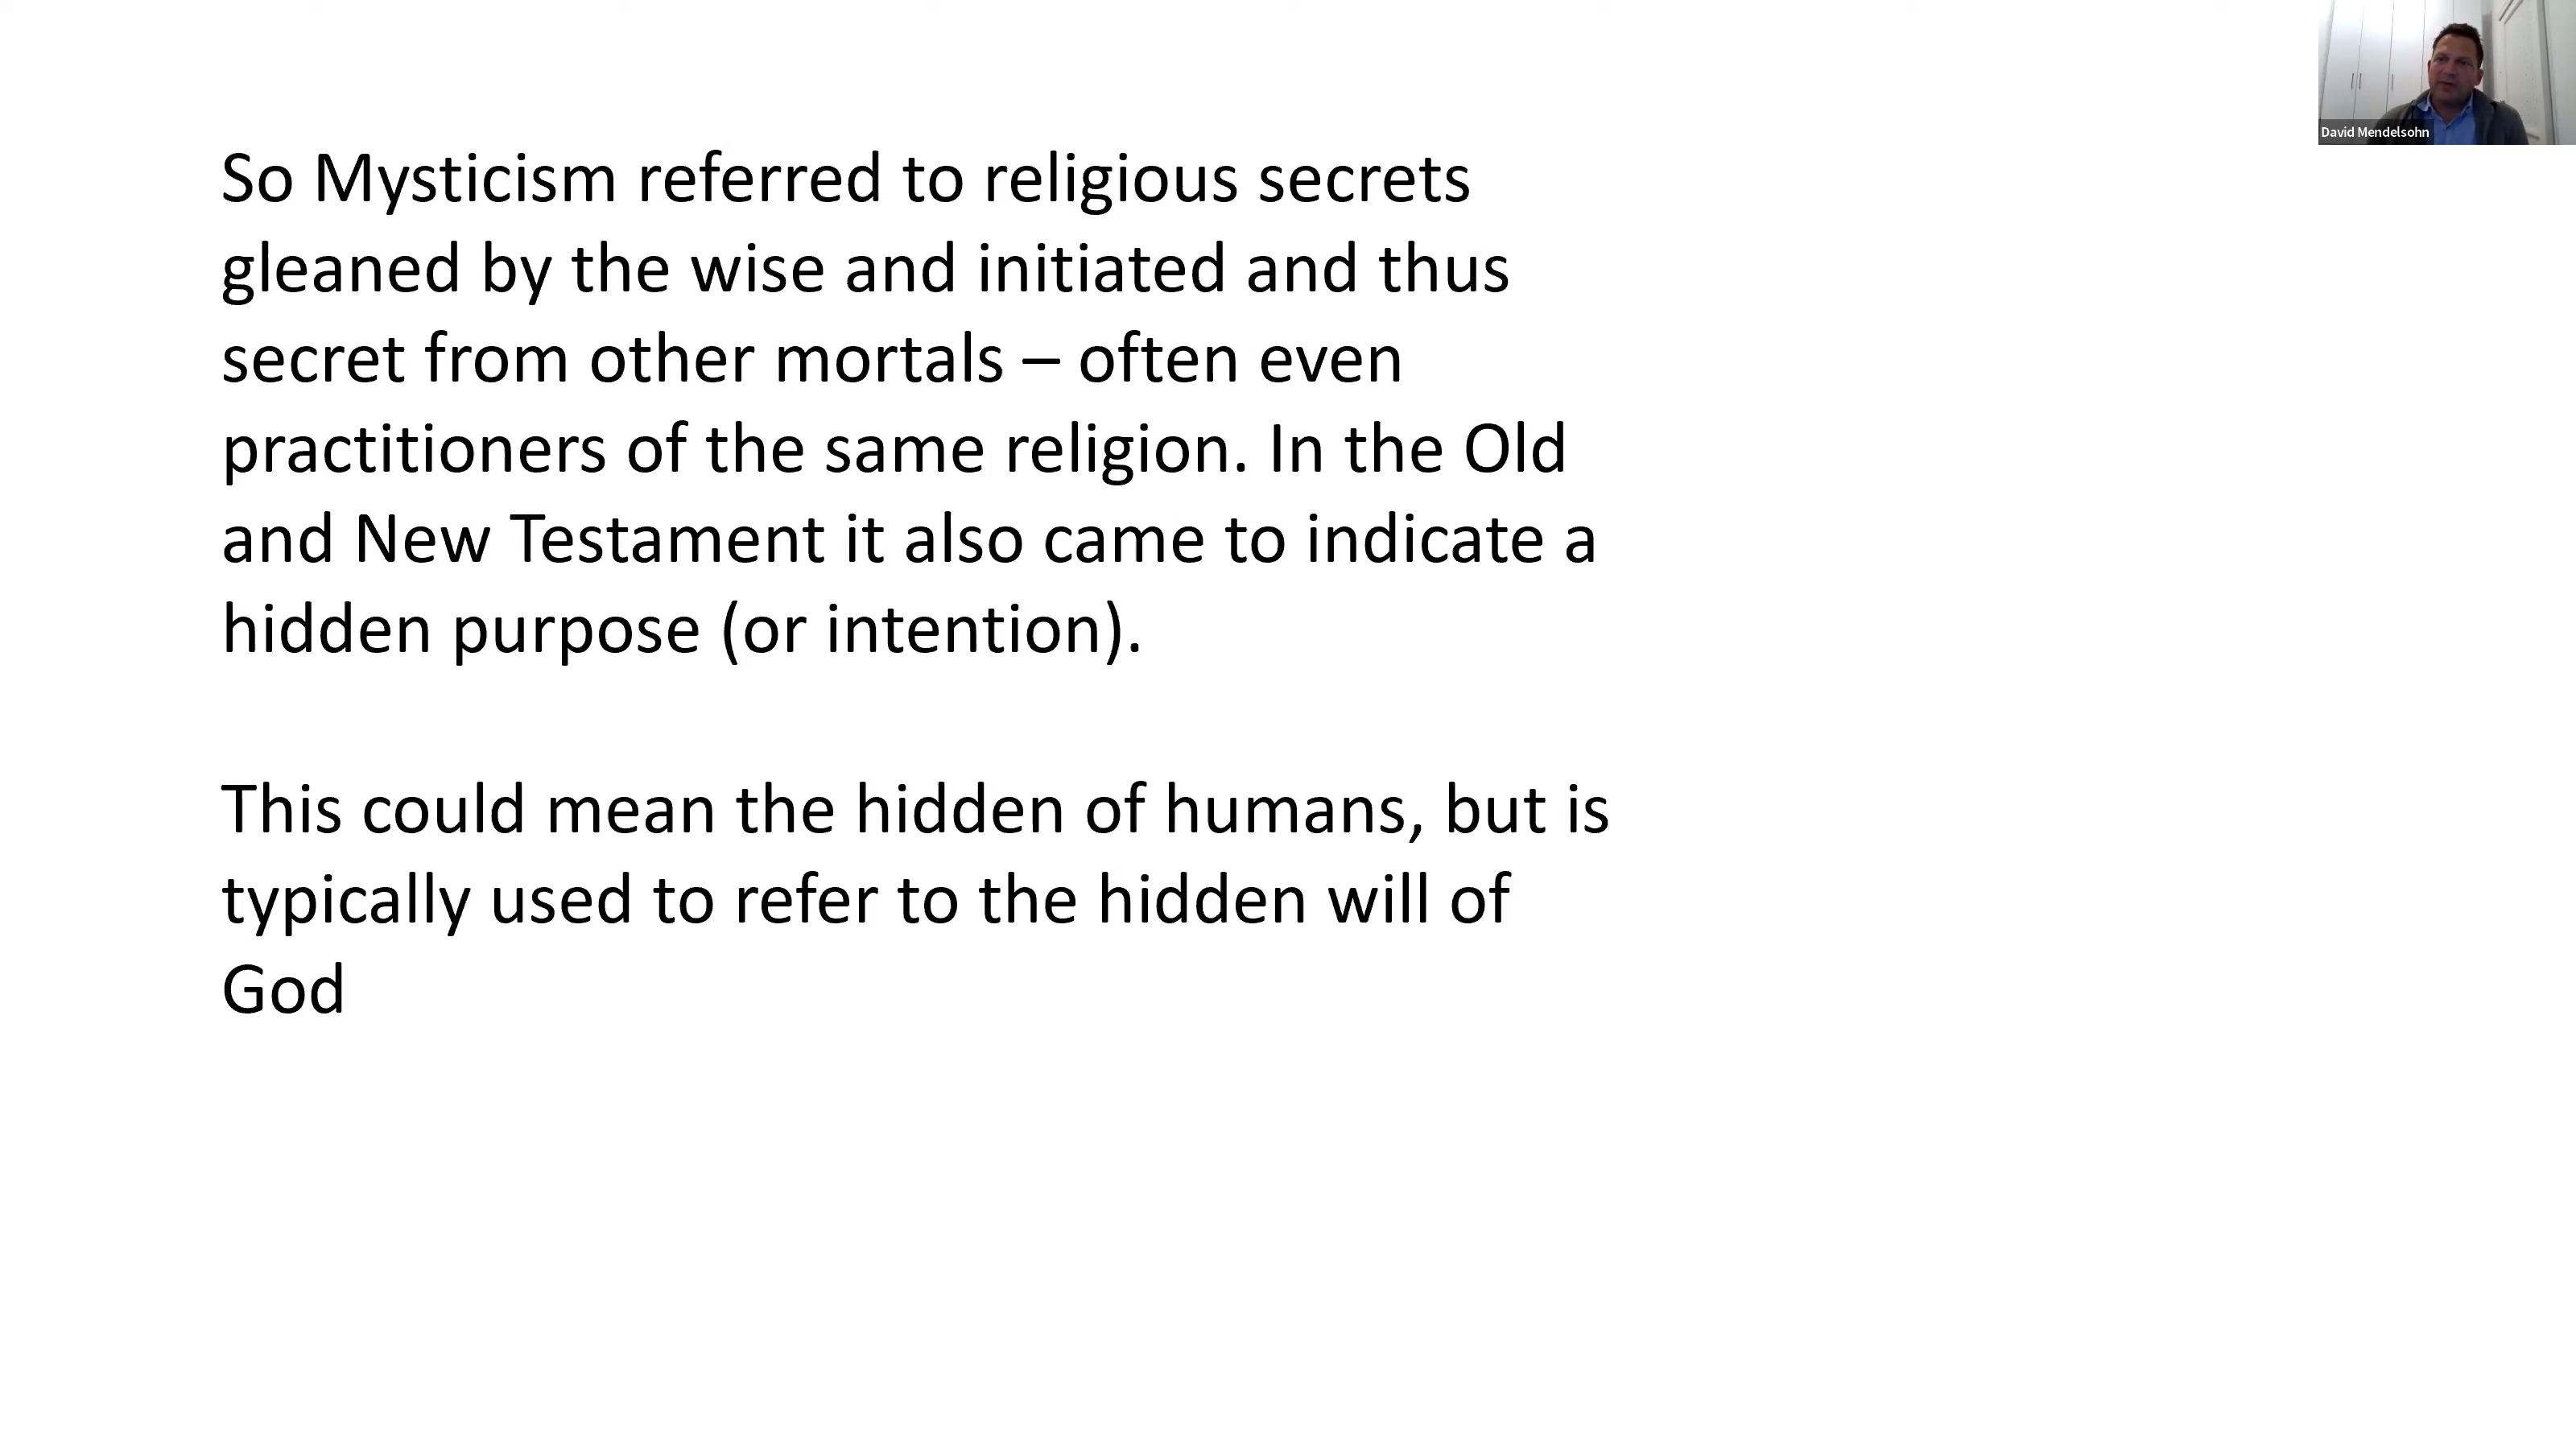 So Mysticism referred to religious secrets
gleaned by the wise and initiated and thus
secret from other mortals – often even
practitioners of the same religion. In the Old
and New Testament it also came to indicate a
hidden purpose (or intention).
This could mean the hidden of humans, but is
typically used to refer to the hidden will of
God
David Mendelsohn